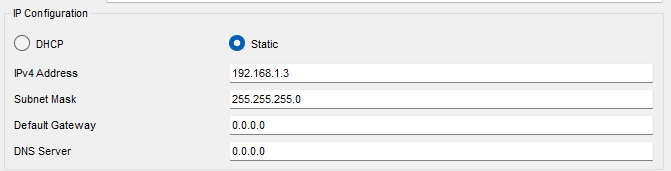 IP Configuration
DHCP Static
IPv4 Address 192.168.1.3
Subnet Mask 255.255.255.0
Default Gateway 0.0.0.0
DNS Server 0.0.0.0